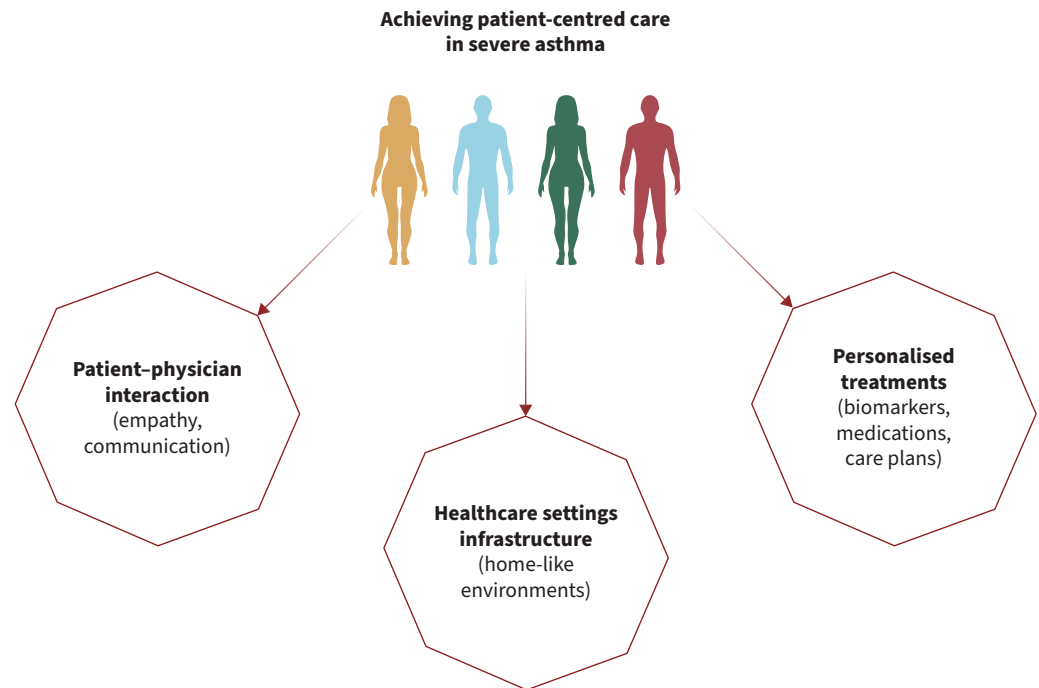 Achieving patient-centred care
in severe asthma
Patient–physician
interaction
(empathy,
communication)
Healthcare settings
infrastructure
(home-like
environments)
Personalised
treatments
(biomarkers,
medications,
care plans)